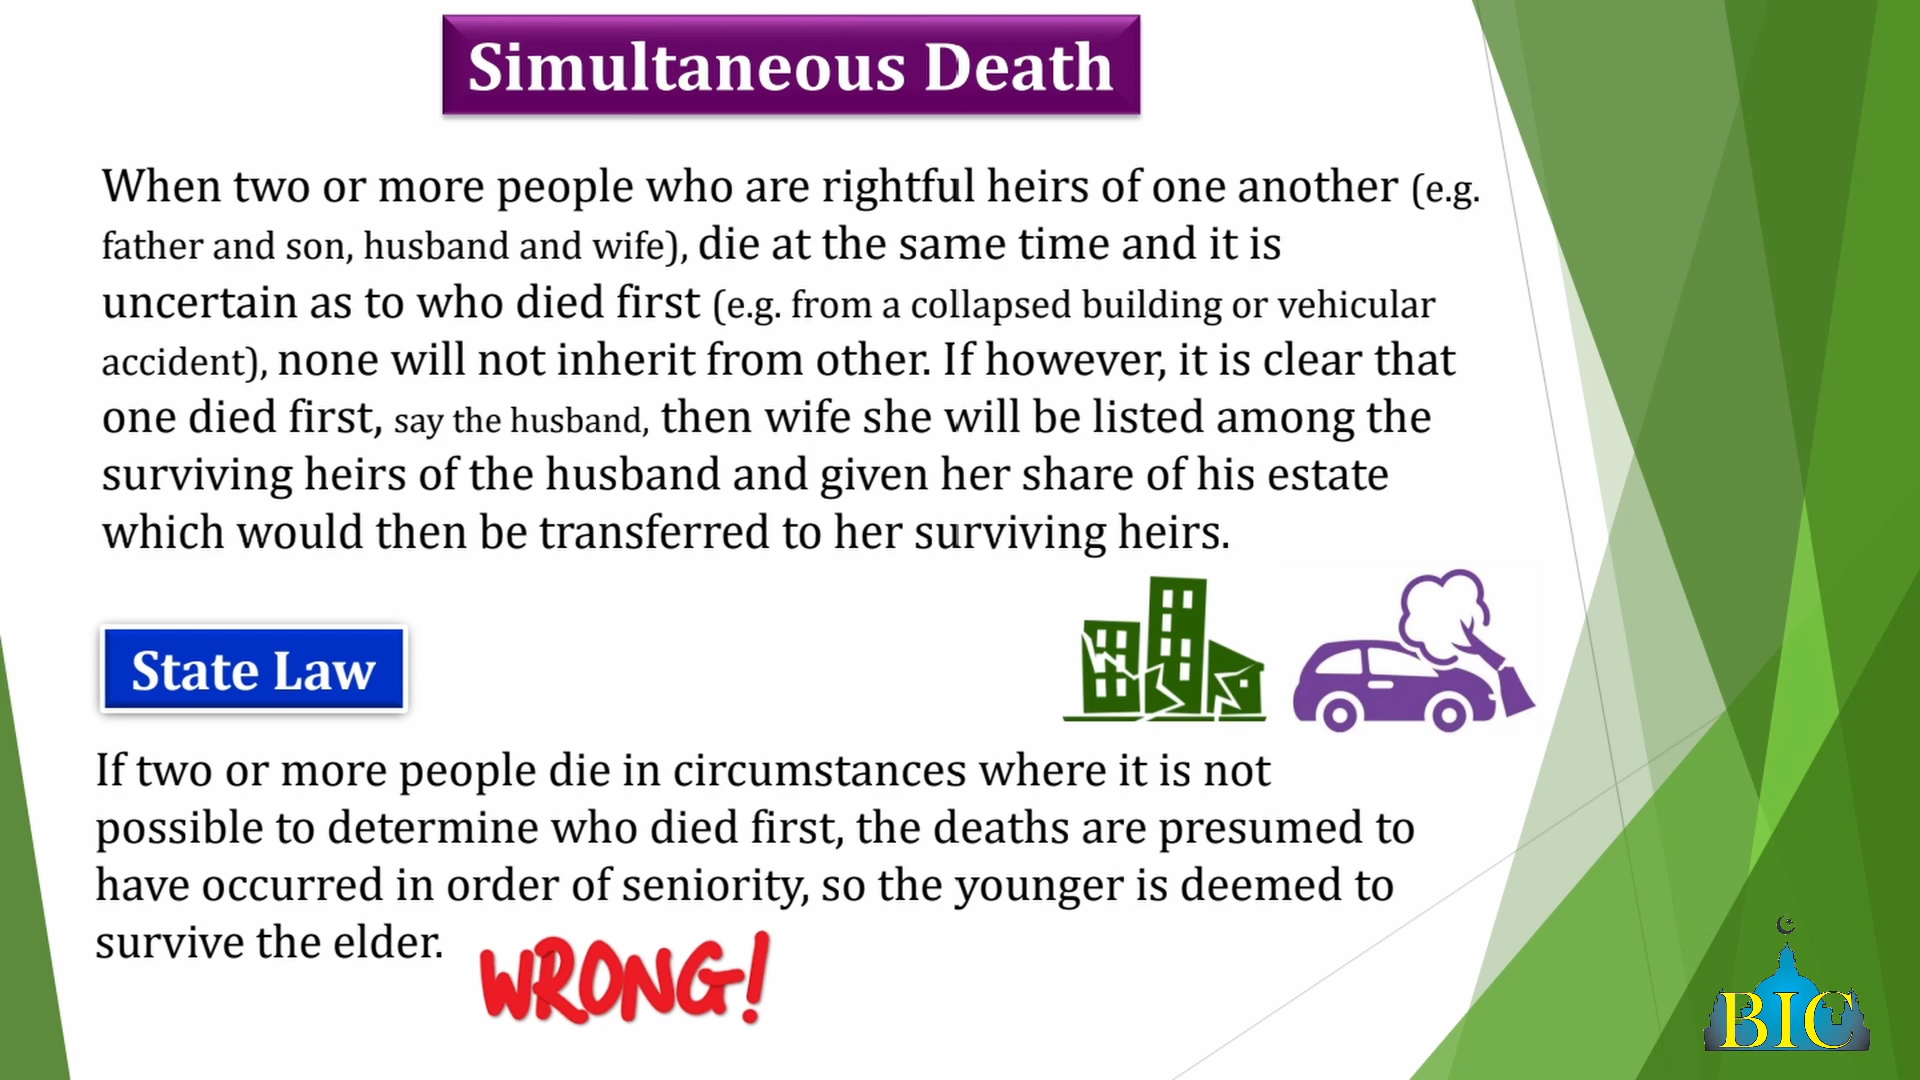 Simultaneous Death
When two or more people who are rightful heirs of one another (e.g.
father and son, husband and wife), die at the same time and it is
uncertain as to who died first (e.g. from a collapsed building or vehicular
accident), none will not inherit from other. If however, it is clear that
one died first, say the husband, then wife she will be listed among the
surviving heirs of the husband and given her share of his estate
which would then be transferred to her surviving heirs.
State Law
If two or more people die in circumstances where it is not
possible to determine who died first, the deaths are presumed to
have occurred in order of seniority, so the younger is deemed to
survive the elder.
WRONG!
BIC